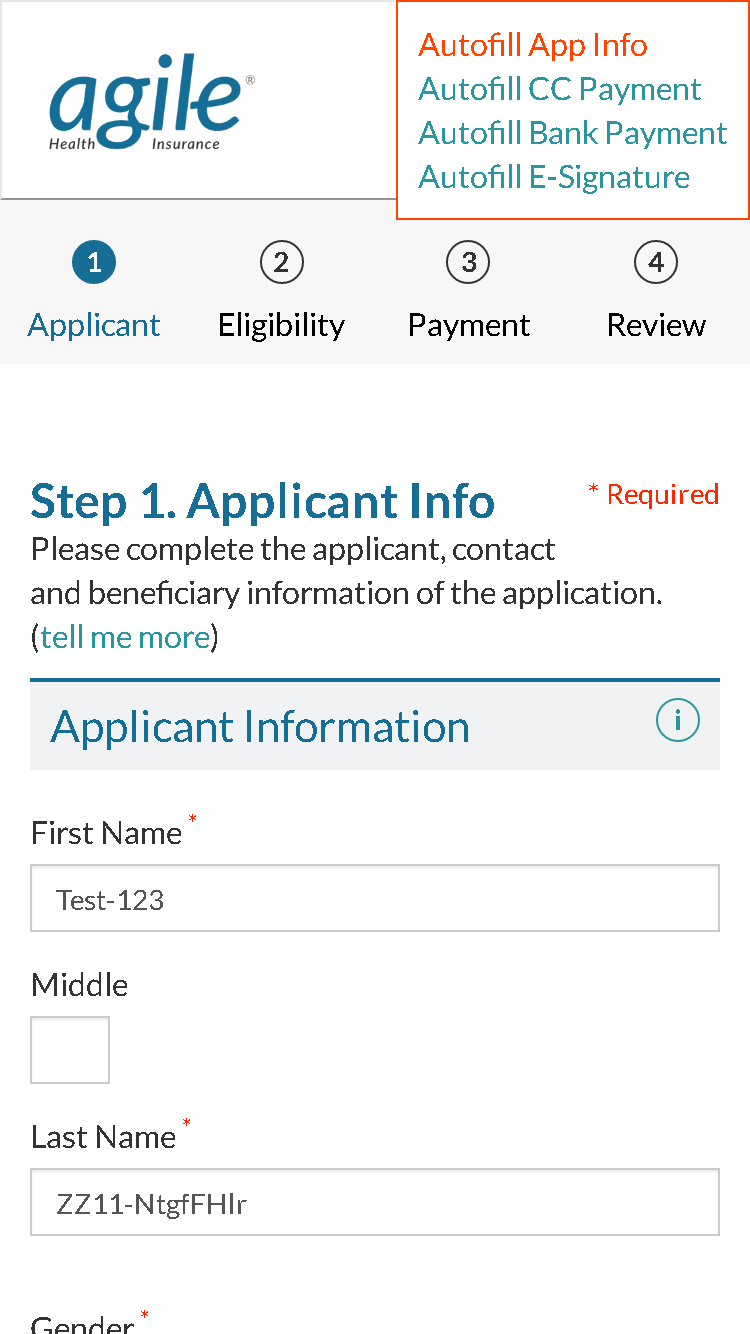 agile®
Health Insurance
Autofill App Info
Autofill CC Payment
Autofill Bank Payment
Autofill E-Signature
1 2 3 4
Applicant Eligibility Payment Review
Step 1. Applicant Info * Required
Please complete the applicant, contact
and beneficiary information of the application.
(tell me more)
Applicant Information i
First Name *
Test-123
Middle
Last Name *
ZZ11-NtgfFHlr
Gender *